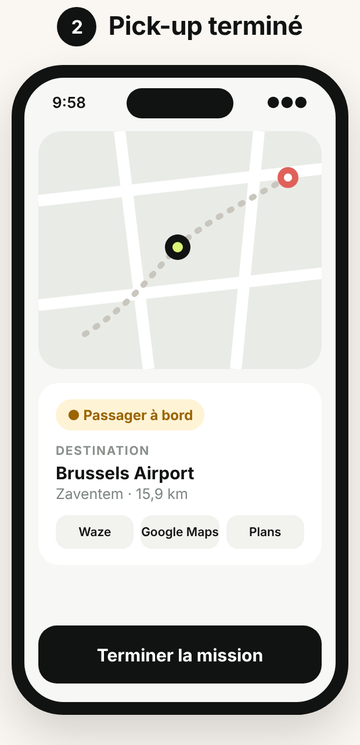 2 Pick-up terminé
9:58
Passager à bord
DESTINATION
Brussels Airport
Zaventem · 15,9 km
Waze Google Maps Plans
Terminer la mission